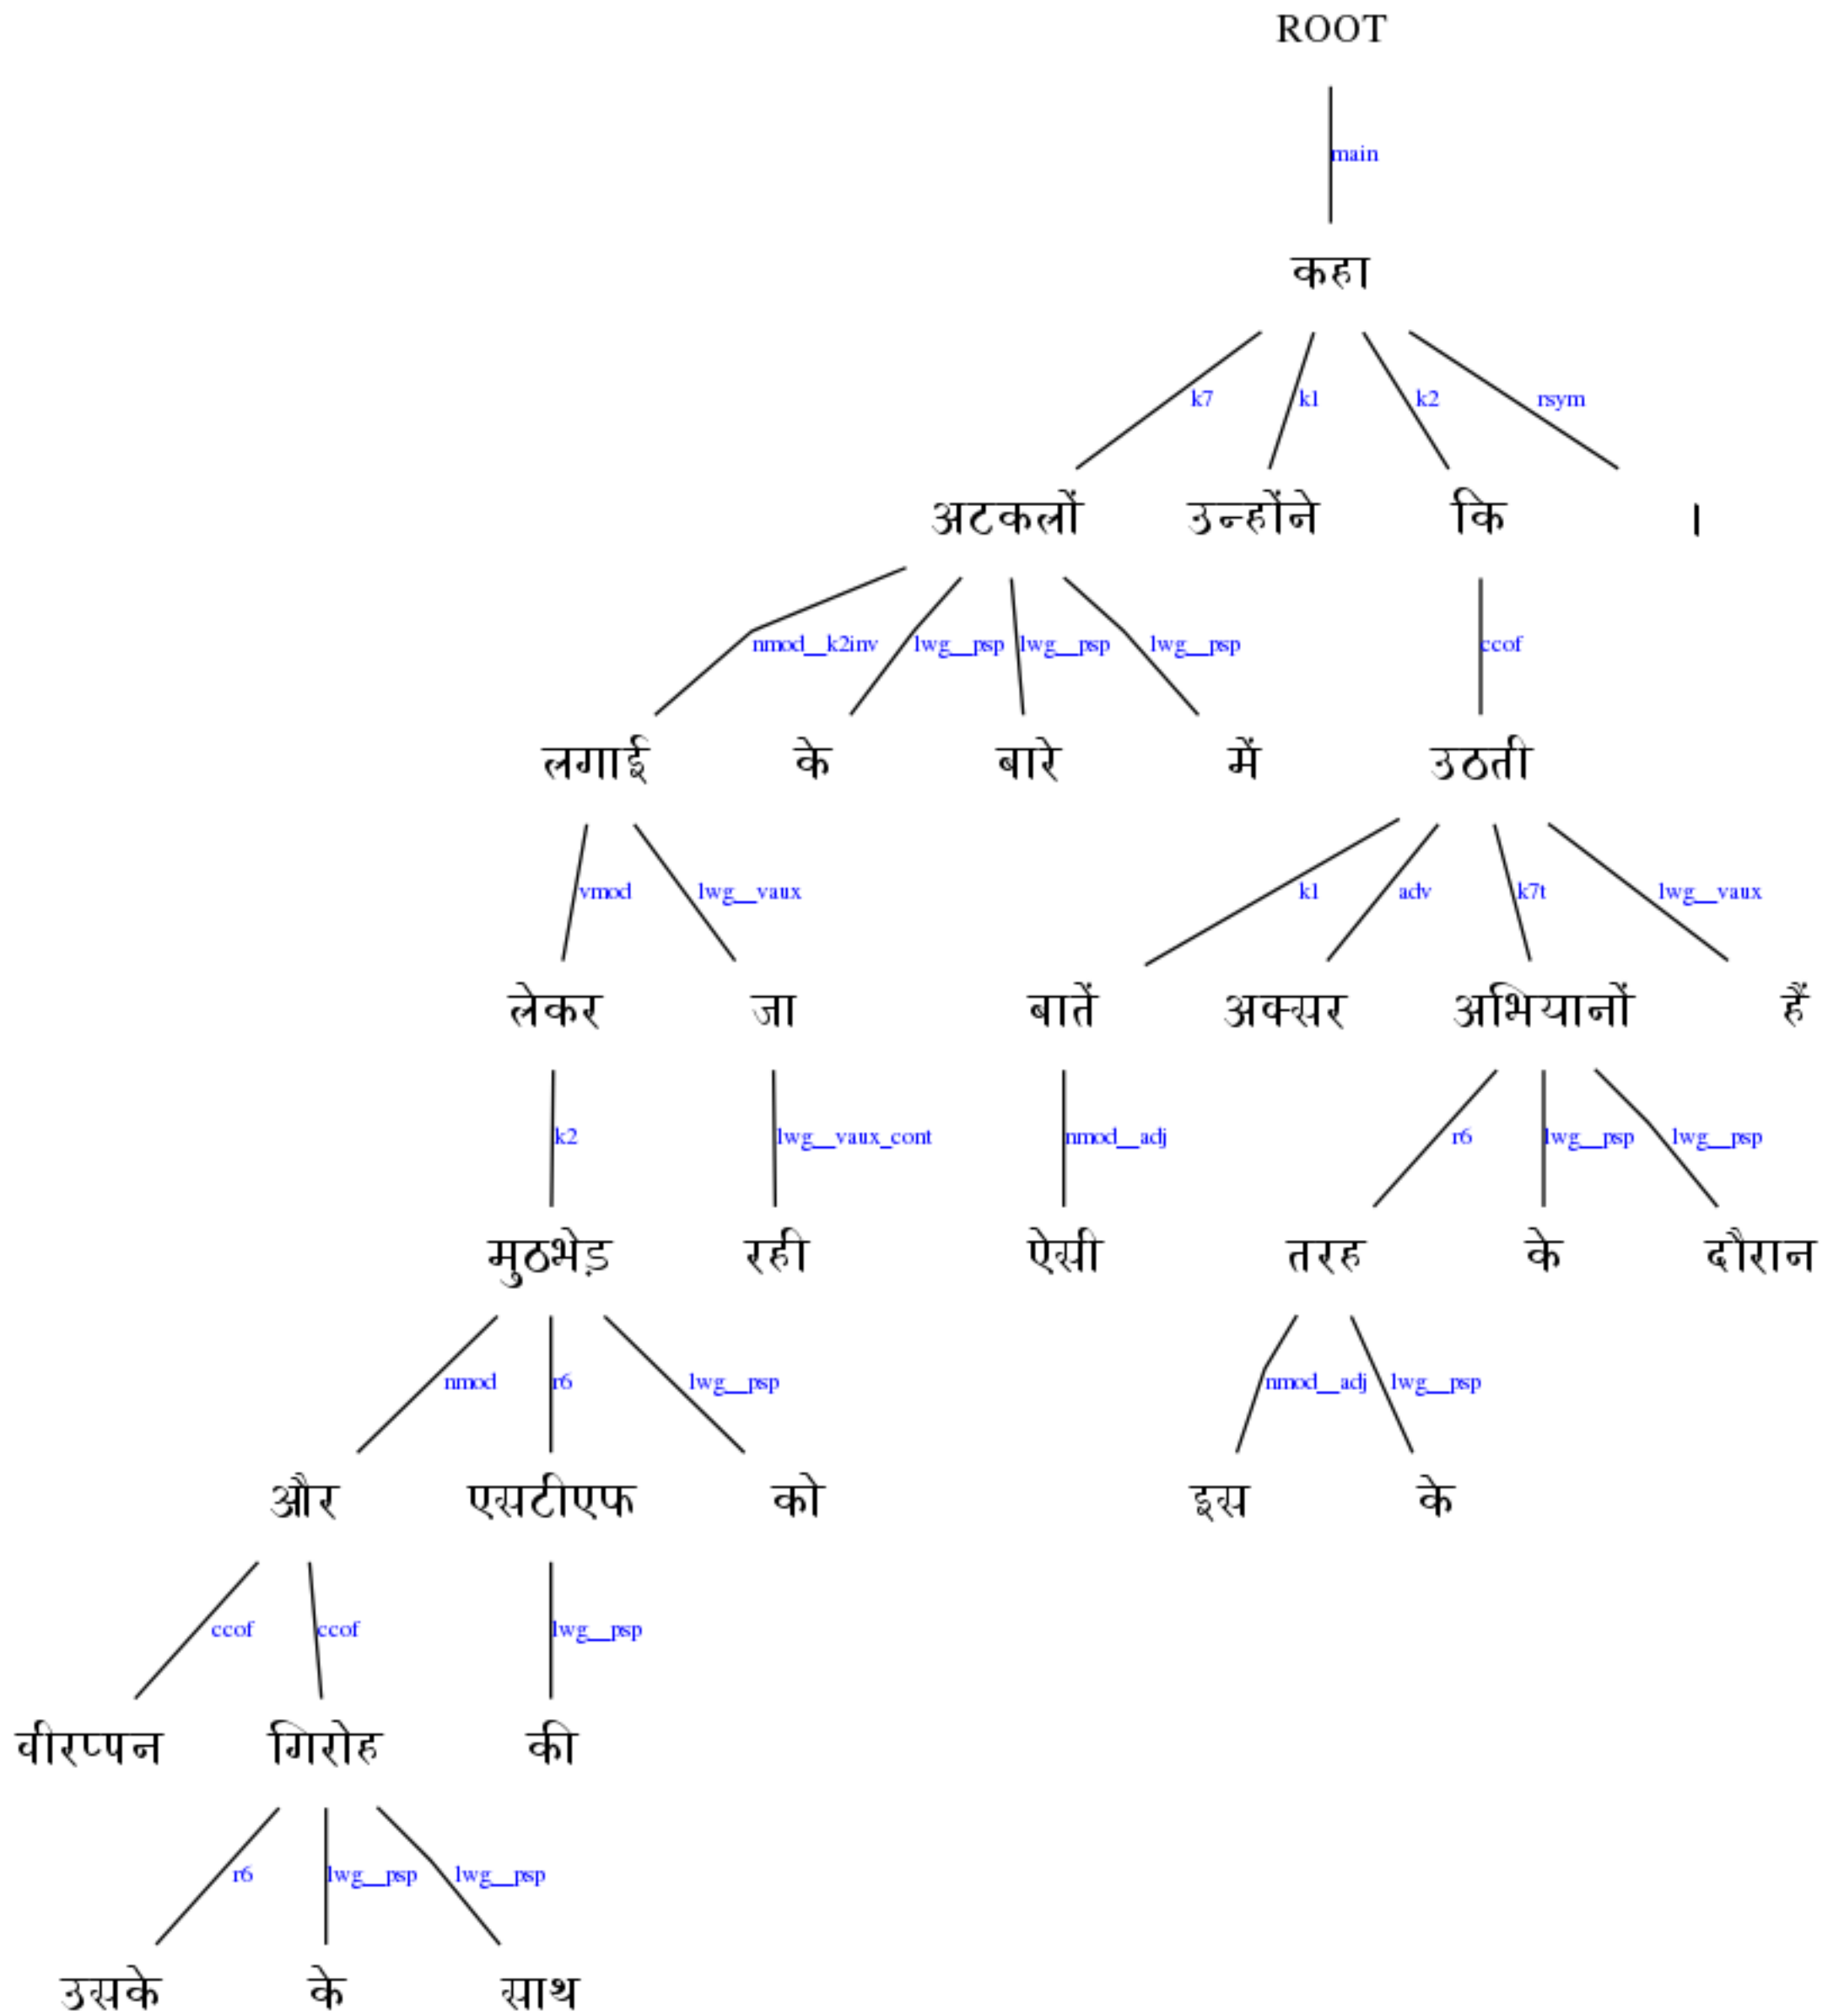 ROOT
main
कहा
k7 k1 k2 rsym
अटकलों उन्होंने कि ।
nmod__k2inv lwg__psp lwg__psp lwg__psp ccof
लगाई के बारे में उठती
vmod lwg__vaux k1 adv k7t lwg__vaux
लेकर जा बातें अक्सर अभियानों हैं
k2 lwg__vaux_cont nmod__adj r6 lwg__psp lwg__psp
मुठभेड़ रही ऐसी तरह के दौरान
nmod r6 lwg__psp nmod__adj lwg__psp
और एसटीएफ को इस के
ccof ccof lwg__psp
वीरप्पन गिरोह की
r6 lwg__psp lwg__psp
उसके के साथ